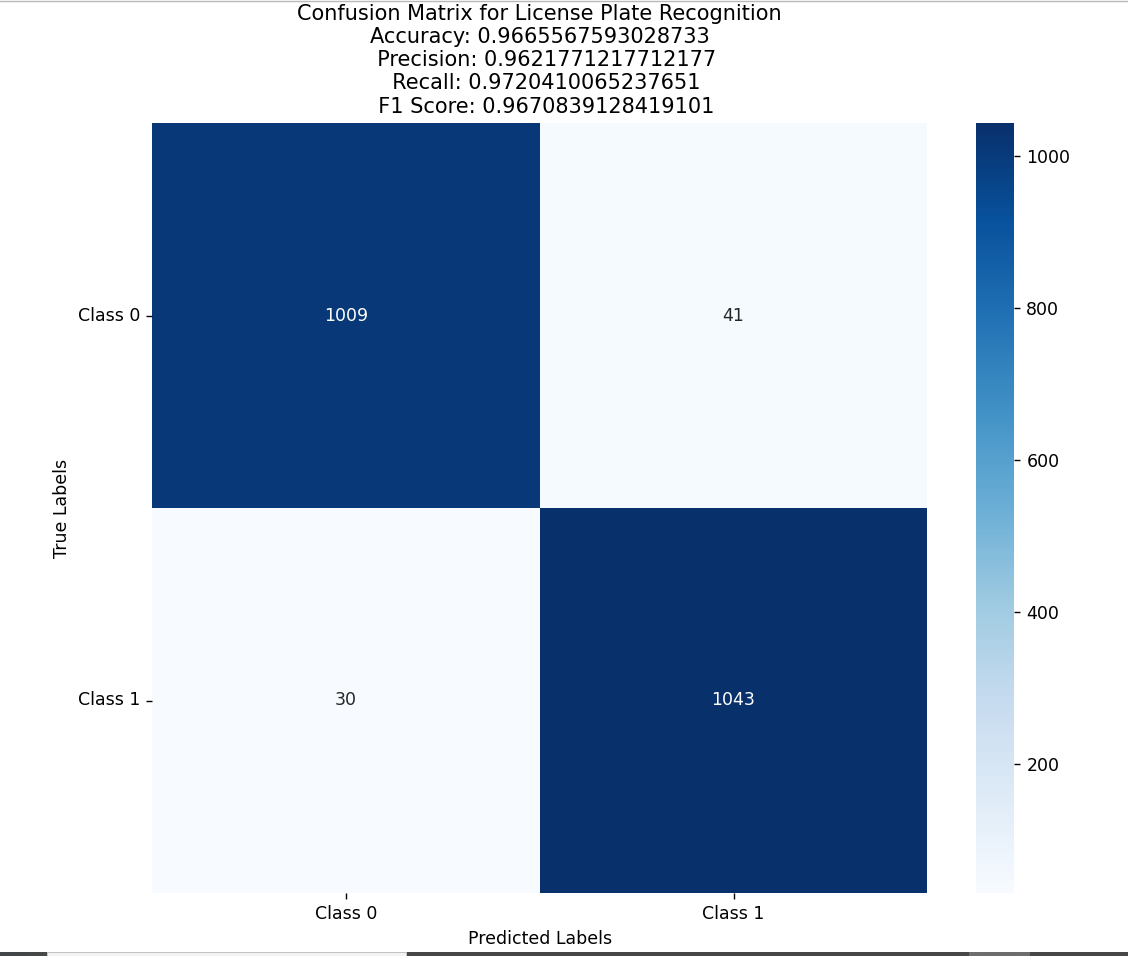 Confusion Matrix for License Plate Recognition
Accuracy: 0.9665567593028733
Precision: 0.9621771217712177
Recall: 0.9720410065237651
F1 Score: 0.9670839128419101
1000
Class 0
1009
41
800
600
True Labels
400
Class 1
30
1043
200
Class 0
Class 1
Predicted Labels